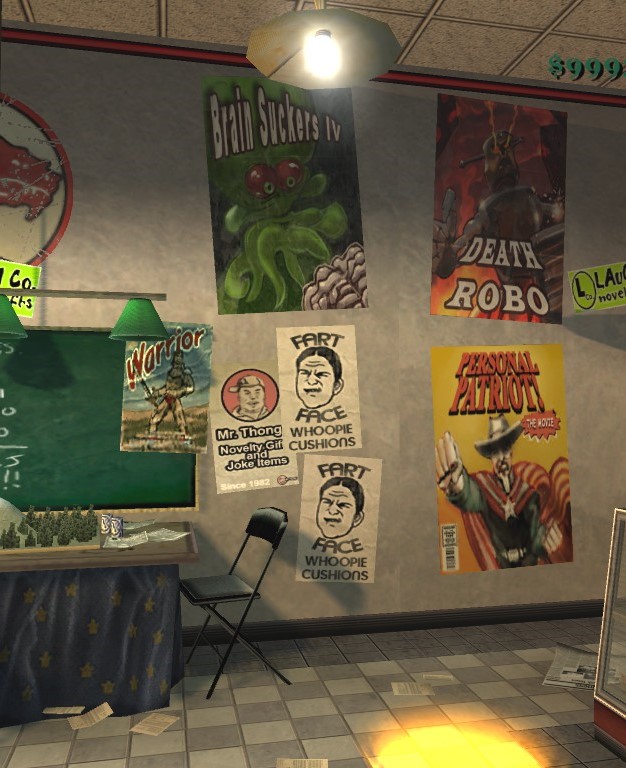 $999
Brain Suckers IV
DEATH
ROBO
Co.
LAUG
novel
Warrior
FART
FACE
WHOOPIE
CUSHIONS
Mr. Thong
Novelty Gif
and
Joke Items
Since 1982
FART
FACE
WHOOPIE
CUSHIONS
PERSONAL
PATRIOT!
THE MOVIE